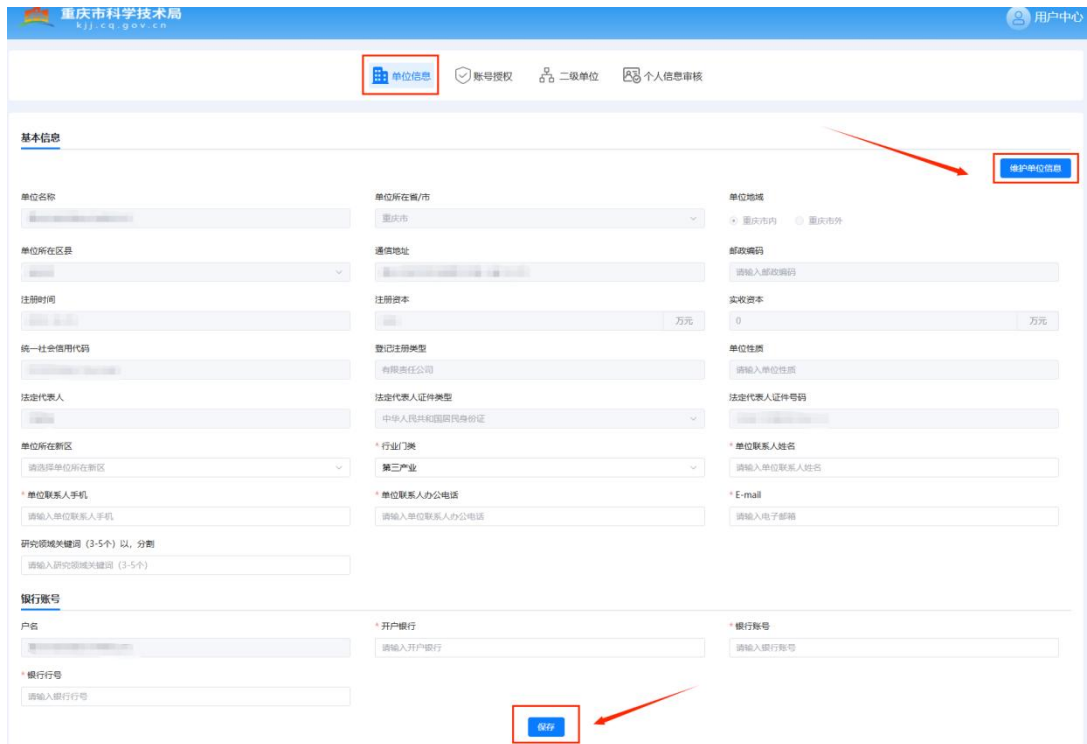 重庆市科学技术局
kjj.cq.gov.cn
用户中心
单位信息 账号授权 二级单位 个人信息审核
基本信息
维护单位信息
单位名称 单位所在省/市 单位地域
重庆市 重庆市内 重庆市外
单位所在区县 通信地址 邮政编码
请输入邮政编码
注册时间 注册资本 实收资本
万元 0 万元
统一社会信用代码 登记注册类型 单位性质
有限责任公司 请输入单位性质
法定代表人 法定代表人证件类型 法定代表人证件号码
中华人民共和国居民身份证
单位所在新区 * 行业门类 * 单位联系人姓名
请选择单位所在新区 第三产业 请输入单位联系人姓名
* 单位联系人手机 * 单位联系人办公电话 * E-mail
请输入单位联系人手机 请输入单位联系人办公电话 请输入电子邮箱
研究领域关键词（3-5个）以，分割
请输入研究领域关键词（3-5个）
银行账号
户名 * 开户银行 * 银行账号
请输入开户银行 请输入银行账号
* 银行行号
请输入银行行号
保存